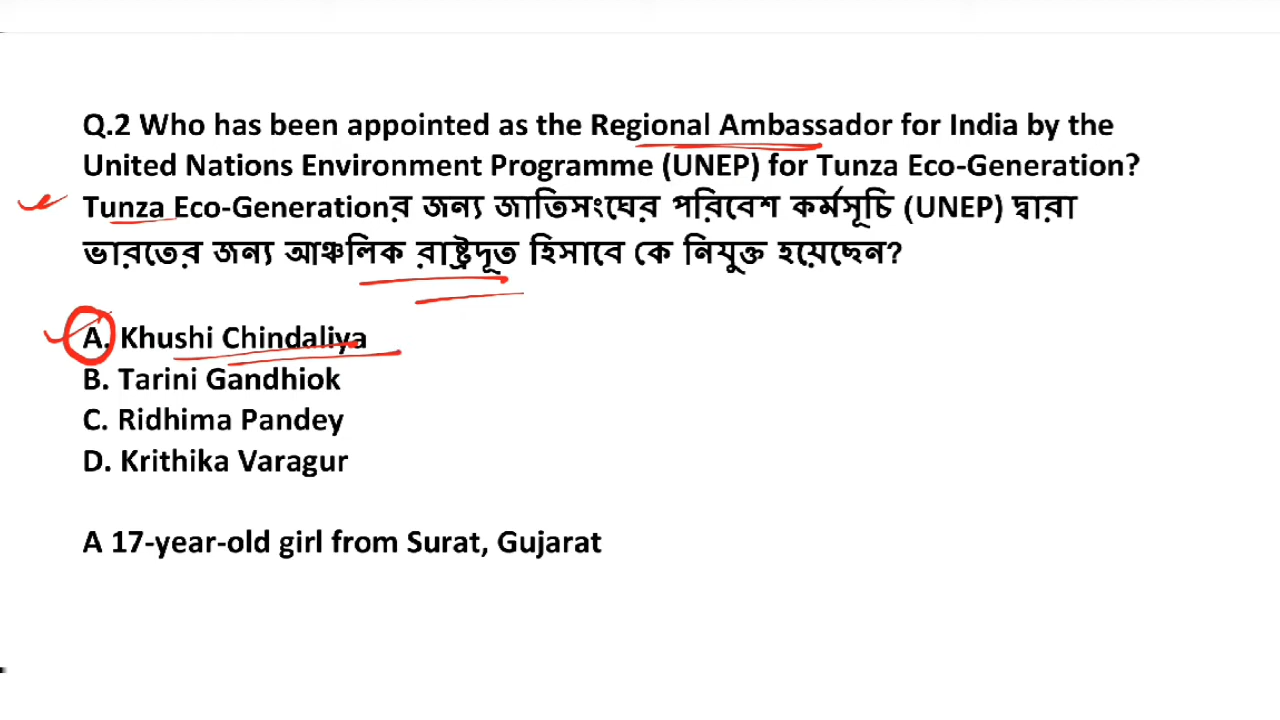 Q.2 Who has been appointed as the Regional Ambassador for India by the
United Nations Environment Programme (UNEP) for Tunza Eco-Generation?
Tunza Eco-Generationর জন্য জাতিসংঘের পরিবেশ কর্মসূচি (UNEP) দ্বারা
ভারতের জন্য আঞ্চলিক রাষ্ট্রদূত হিসাবে কে নিযুক্ত হয়েছেন?
A. Khushi Chindaliya
B. Tarini Gandhiok
C. Ridhima Pandey
D. Krithika Varagur
A 17-year-old girl from Surat, Gujarat